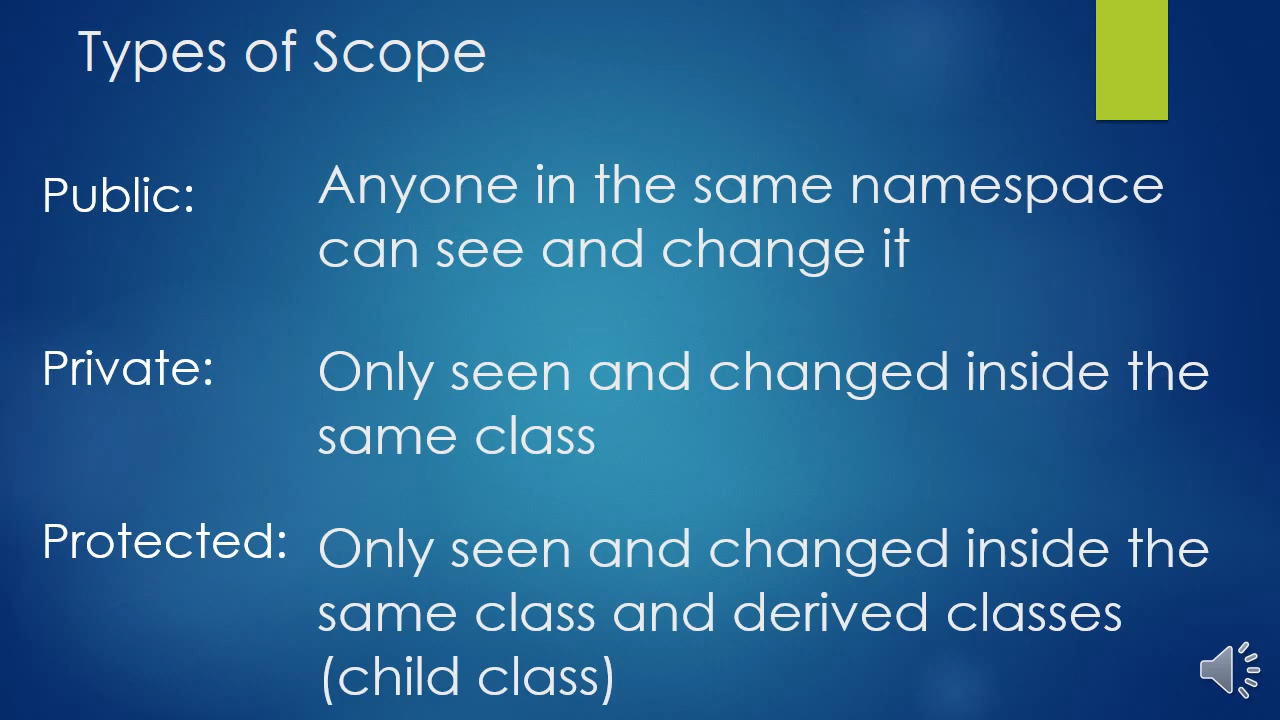 Types of Scope
Public:
Anyone in the same namespace
can see and change it
Private:
Only seen and changed inside the
same class
Protected:
Only seen and changed inside the
same class and derived classes
(child class)